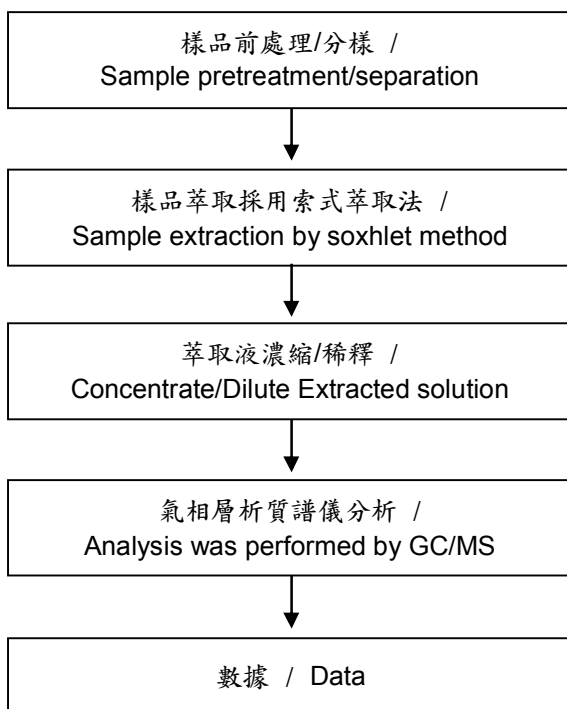 樣品前處理/分樣 /
Sample pretreatment/separation
樣品萃取採用索式萃取法 /
Sample extraction by soxhlet method
萃取液濃縮/稀釋 /
Concentrate/Dilute Extracted solution
氣相層析質譜儀分析 /
Analysis was performed by GC/MS
數據 / Data